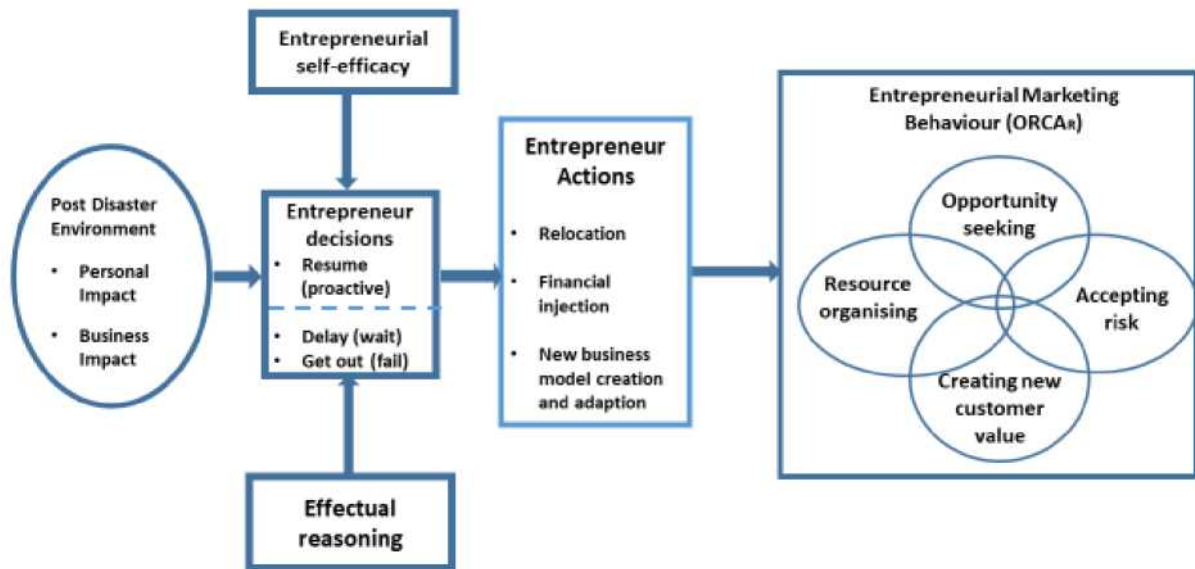 Entrepreneurial
self-efficacy
Post Disaster
Environment
• Personal
Impact
• Business
Impact
Entrepreneur
decisions
• Resume
(proactive)
• Delay (wait)
• Get out (fail)
Effectual
reasoning
Entrepreneur
Actions
• Relocation
• Financial
injection
• New business
model creation
and adaption
Entrepreneurial Marketing
Behaviour (ORCAR)
Opportunity
seeking
Resource
organising
Accepting
risk
Creating new
customer
value